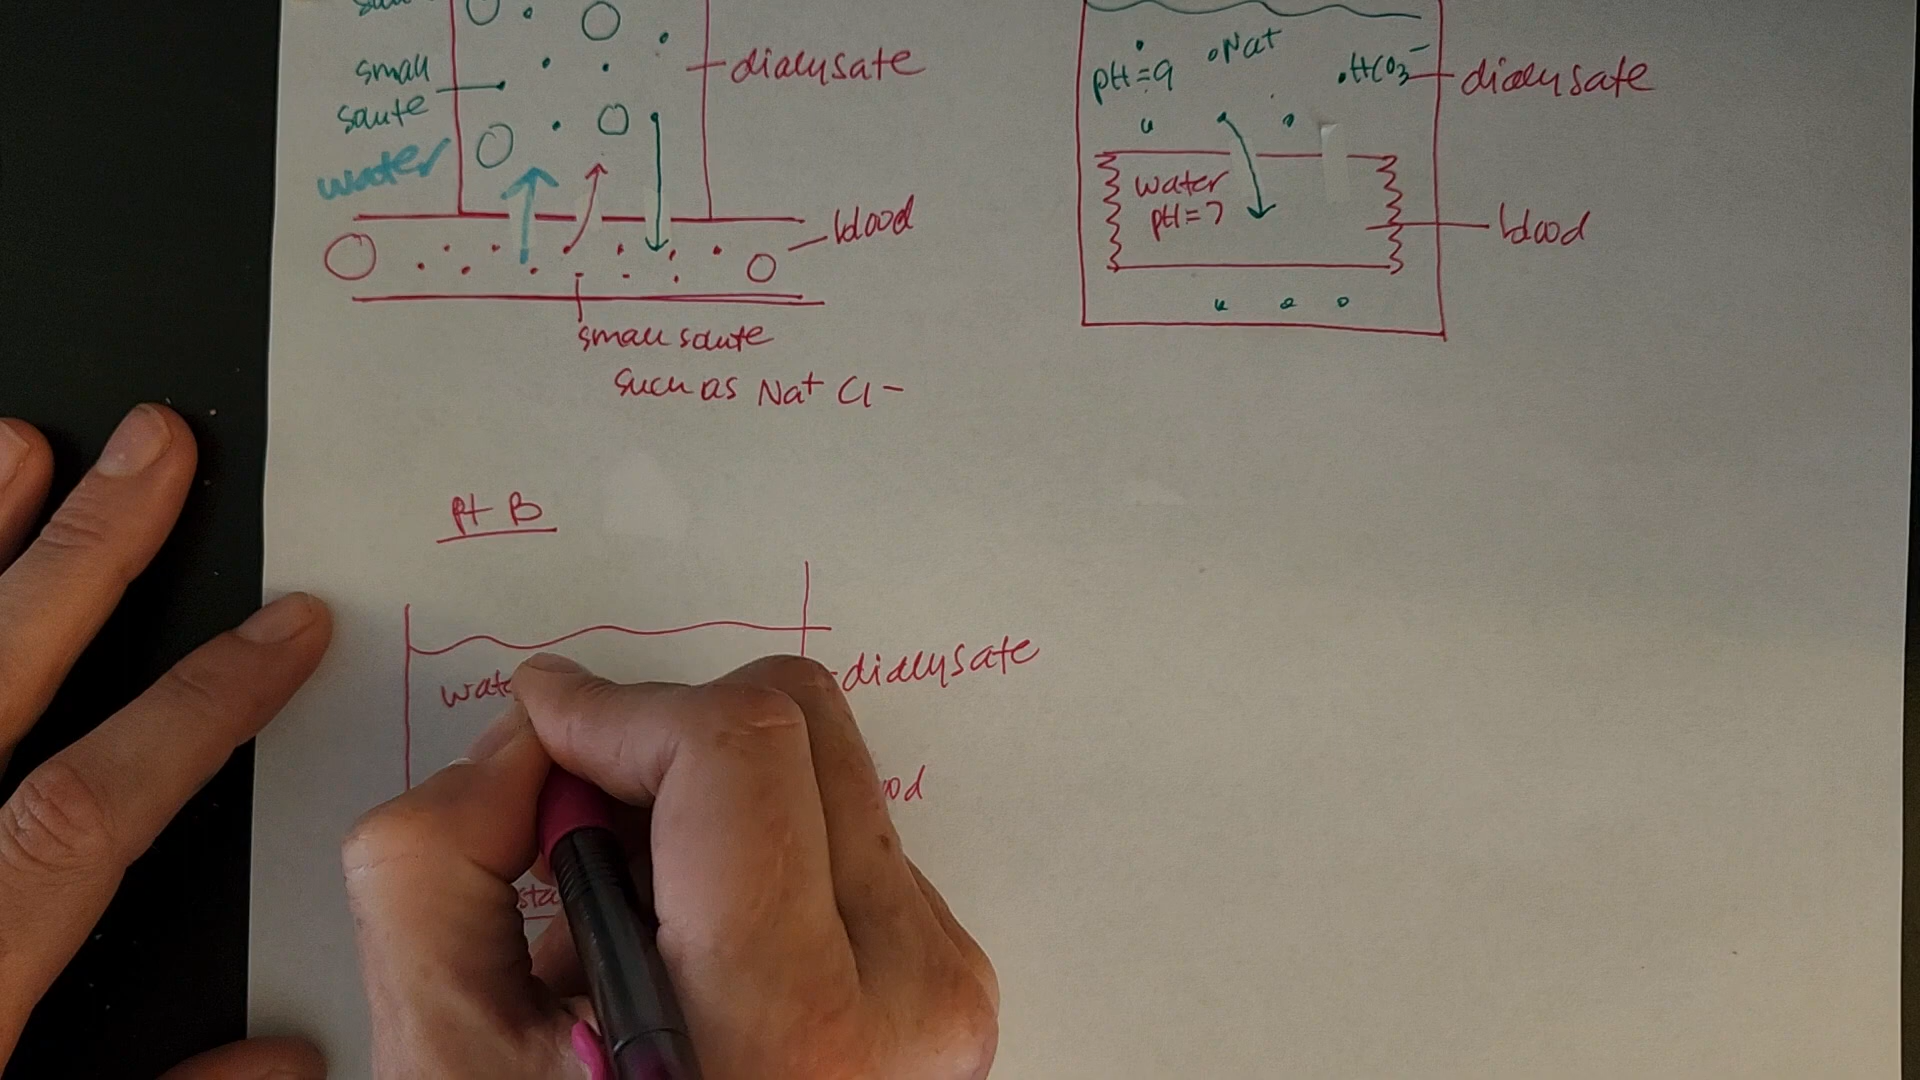 small
solute
water
dialysate
blood
small solute
such as Na+ Cl-
pH=9
Na+
HCO3-
dialysate
water
pH=7
blood
Pt B
dialysate